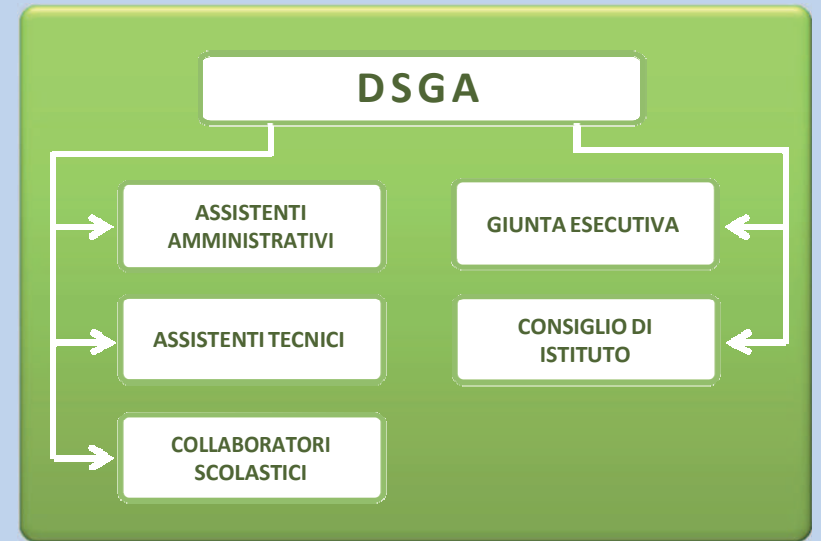 DSGA
ASSISTENTI
AMMINISTRATIVI
ASSISTENTI TECNICI
COLLABORATORI
SCOLASTICI
GIUNTA ESECUTIVA
CONSIGLIO DI
ISTITUTO